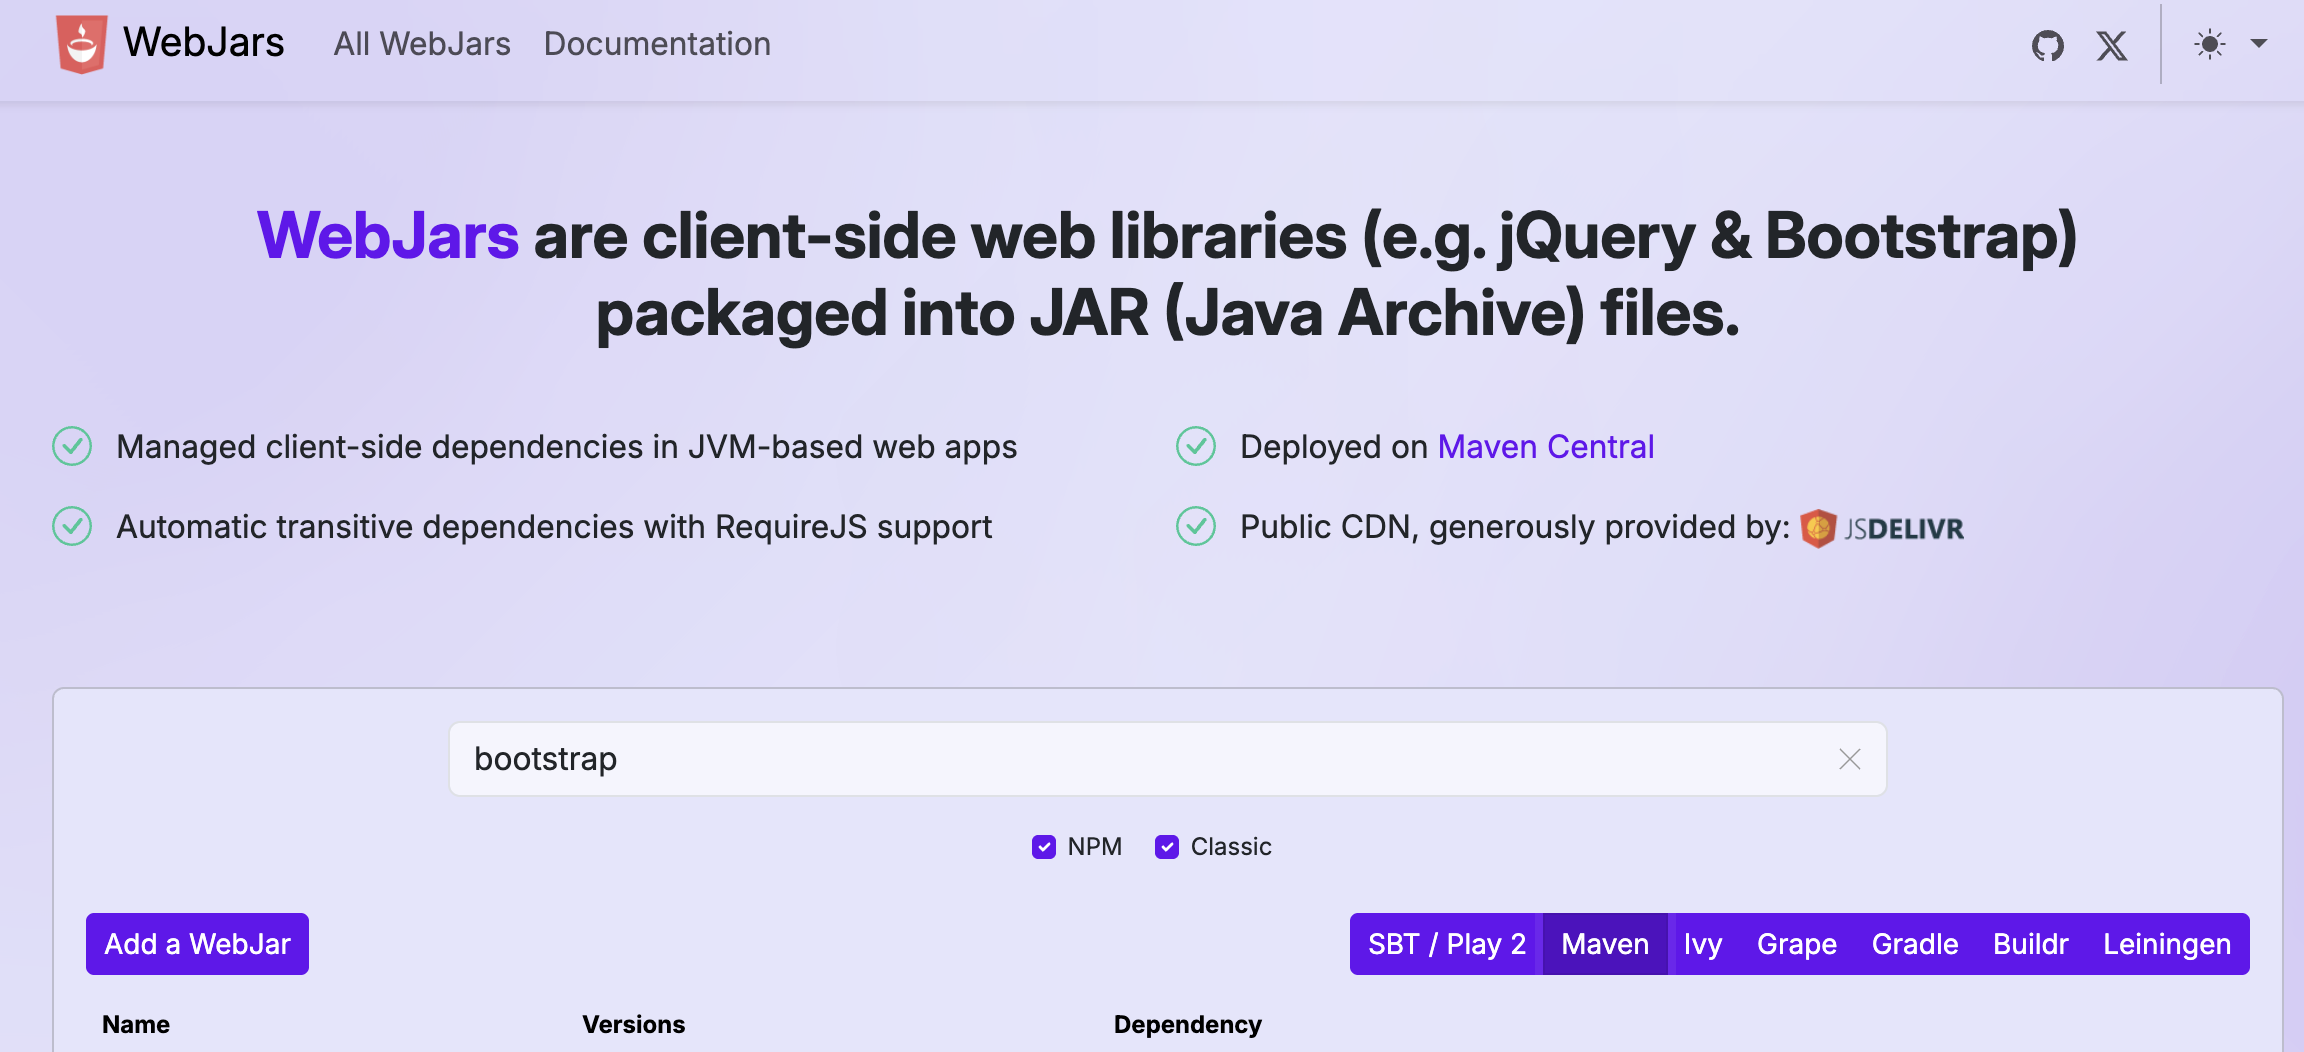 WebJars All WebJars Documentation
WebJars are client-side web libraries (e.g. jQuery & Bootstrap)
packaged into JAR (Java Archive) files.
Managed client-side dependencies in JVM-based web apps
Deployed on Maven Central
Automatic transitive dependencies with RequireJS support
Public CDN, generously provided by: JSDELIVR
bootstrap
NPM Classic
Add a WebJar
SBT / Play 2 Maven Ivy Grape Gradle Buildr Leiningen
Name Versions Dependency